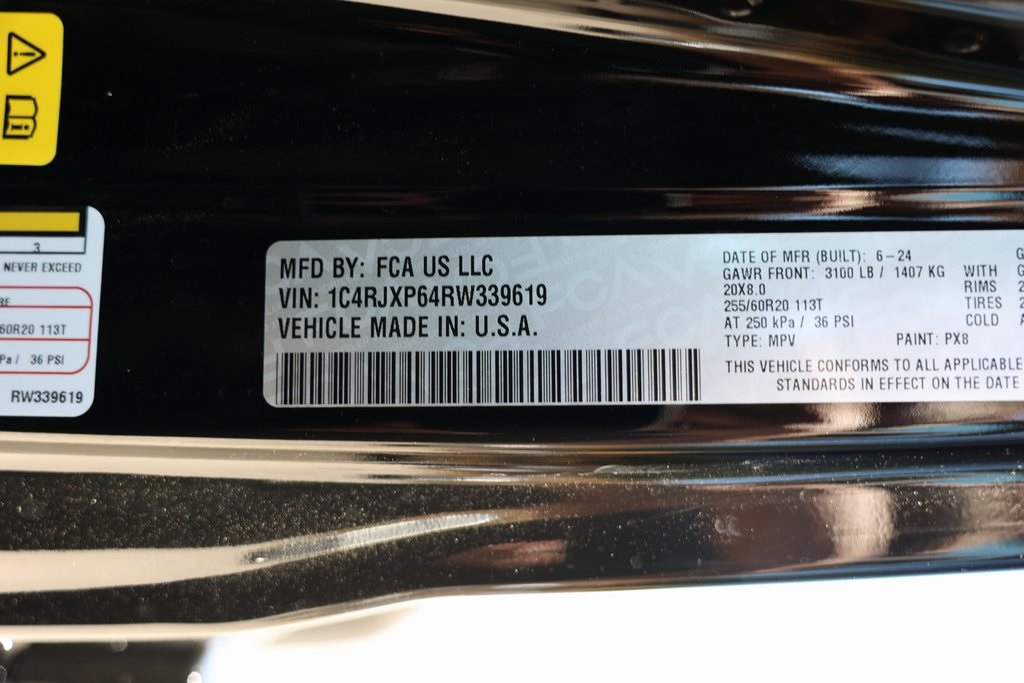 3
NEVER EXCEED
RE
60R20 113T
Pa / 36 PSI
RW339619
MFD BY: FCA US LLC
VIN: 1C4RJXP64RW339619
VEHICLE MADE IN: U.S.A.
DATE OF MFR (BUILT): 6-24
GAWR FRONT: 3100 LB / 1407 KG
20X8.0
255/60R20 113T
AT 250 kPa / 36 PSI
TYPE: MPV PAINT: PX8
WITH
RIMS
TIRES
COLD
THIS VEHICLE CONFORMS TO ALL APPLICABLE
STANDARDS IN EFFECT ON THE DATE